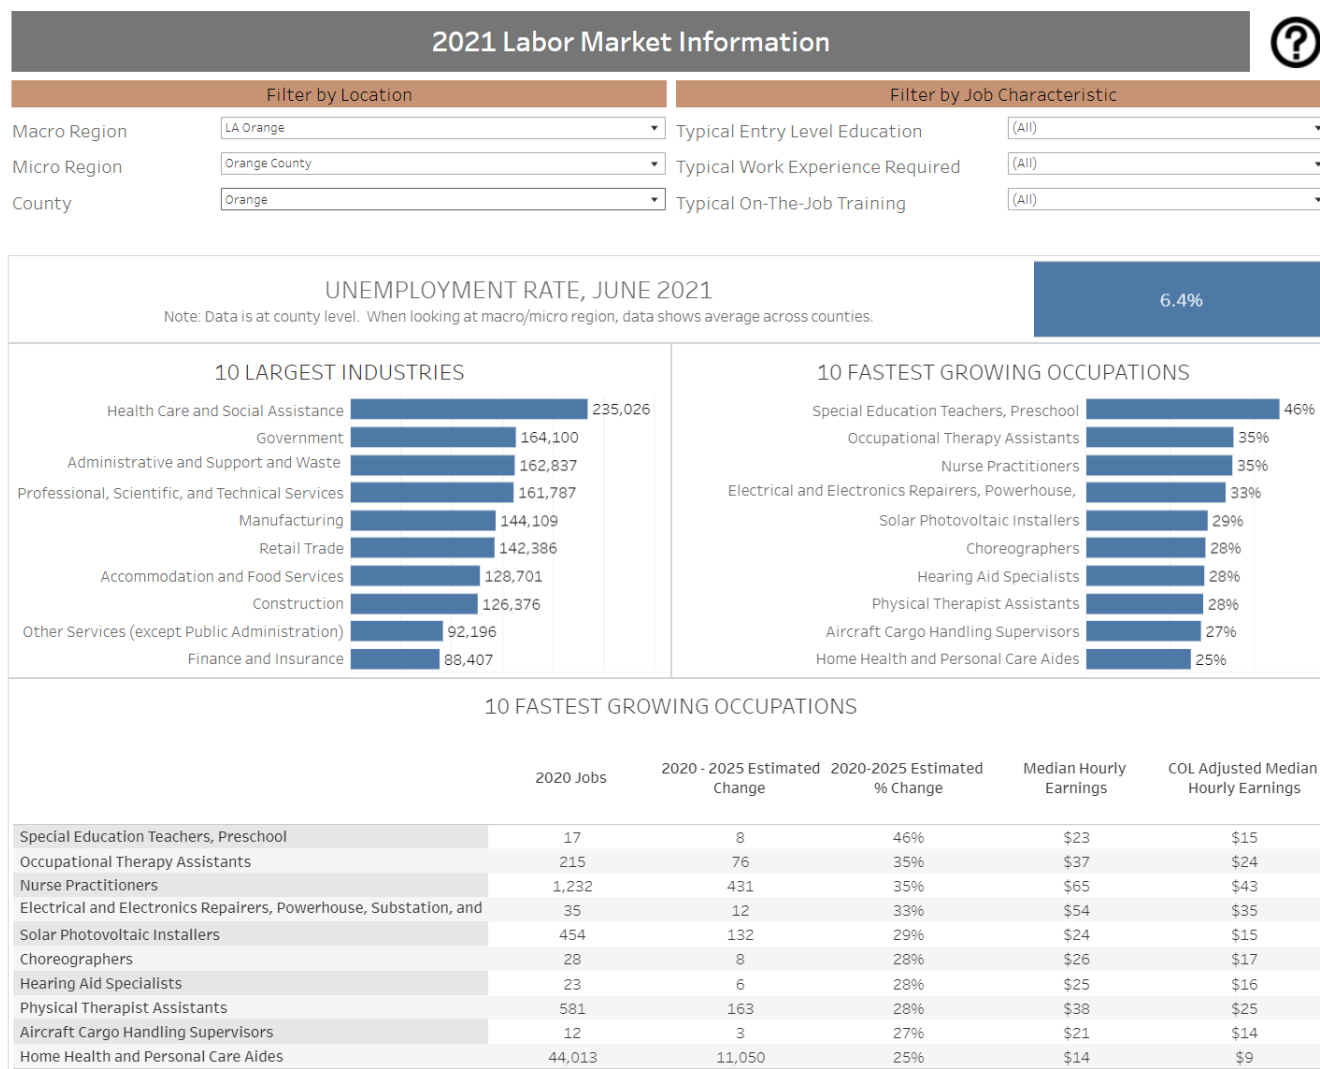 2021 Labor Market Information
?
Filter by Location
Filter by Job Characteristic
Macro Region
LA Orange
Typical Entry Level Education
(All)
Micro Region
Orange County
Typical Work Experience Required
(All)
County
Orange
Typical On-The-Job Training
(All)
UNEMPLOYMENT RATE, JUNE 2021
Note: Data is at county level. When looking at macro/micro region, data shows average across counties.
6.4%
10 LARGEST INDUSTRIES
Health Care and Social Assistance 235,026
Government 164,100
Administrative and Support and Waste 162,837
Professional, Scientific, and Technical Services 161,787
Manufacturing 144,109
Retail Trade 142,386
Accommodation and Food Services 128,701
Construction 126,376
Other Services (except Public Administration) 92,196
Finance and Insurance 88,407
10 FASTEST GROWING OCCUPATIONS
Special Education Teachers, Preschool 46%
Occupational Therapy Assistants 35%
Nurse Practitioners 35%
Electrical and Electronics Repairers, Powerhouse, 33%
Solar Photovoltaic Installers 29%
Choreographers 28%
Hearing Aid Specialists 28%
Physical Therapist Assistants 28%
Aircraft Cargo Handling Supervisors 27%
Home Health and Personal Care Aides 25%
10 FASTEST GROWING OCCUPATIONS
2020 Jobs
2020 - 2025 Estimated
Change
2020-2025 Estimated
% Change
Median Hourly
Earnings
COL Adjusted Median
Hourly Earnings
Special Education Teachers, Preschool 17 8 46% $23 $15
Occupational Therapy Assistants 215 76 35% $37 $24
Nurse Practitioners 1,232 431 35% $65 $43
Electrical and Electronics Repairers, Powerhouse, Substation, and 35 12 33% $54 $35
Solar Photovoltaic Installers 454 132 29% $24 $15
Choreographers 28 8 28% $26 $17
Hearing Aid Specialists 23 6 28% $25 $16
Physical Therapist Assistants 581 163 28% $38 $25
Aircraft Cargo Handling Supervisors 12 3 27% $21 $14
Home Health and Personal Care Aides 44,013 11,050 25% $14 $9